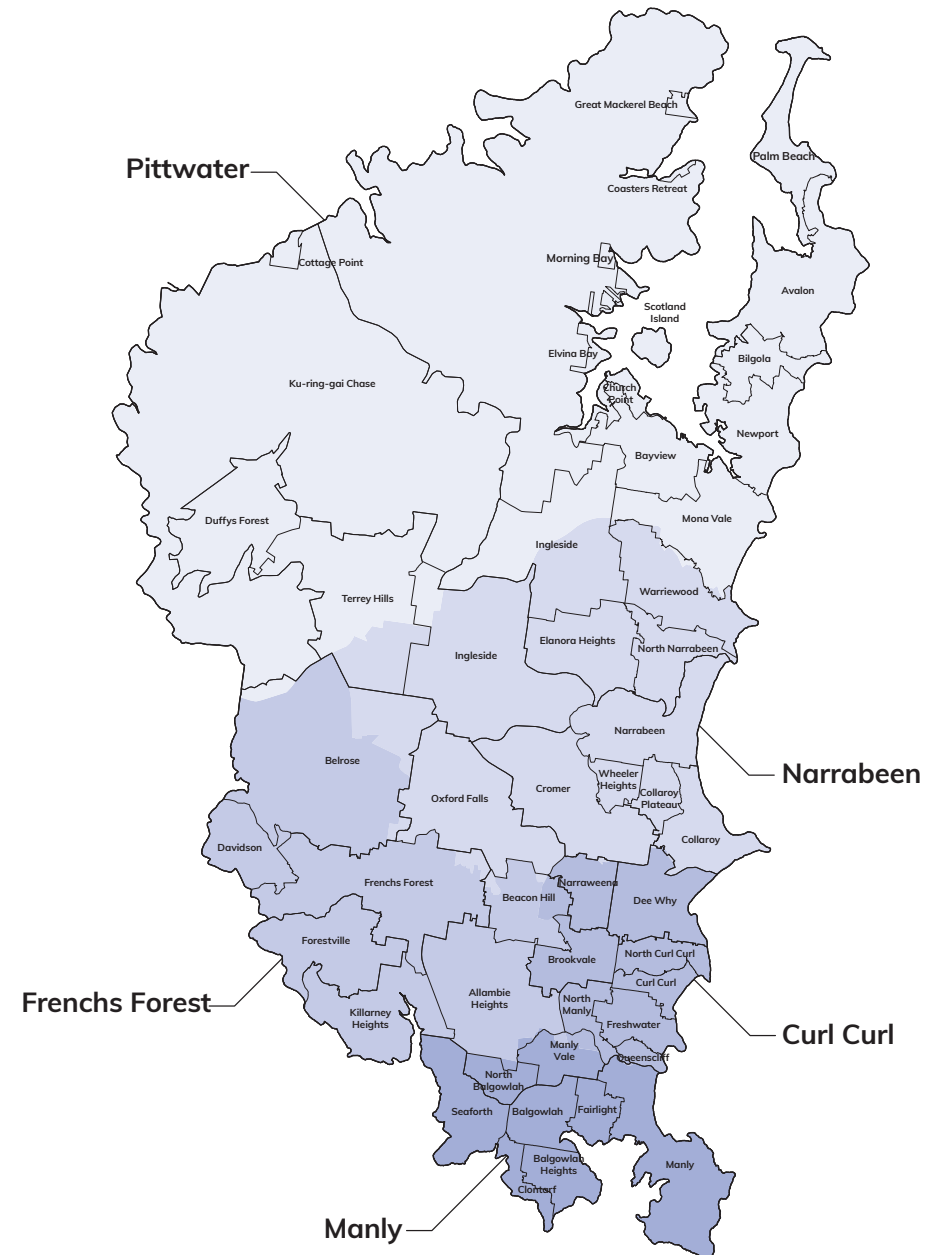 Great Mackerel Beach
Palm Beach
Pittwater
Coasters Retreat
Cottage Point
Morning Bay
Avalon
Scotland
Island
Elvina Bay
Bilgola
Ku-ring-gai Chase
Church
Point
Newport
Bayview
Duffys Forest
Mona Vale
Ingleside
Terrey Hills
Warriewood
Elanora Heights
North Narrabeen
Ingleside
Narrabeen
Belrose
Narrabeen
Wheeler
Heights
Cromer
Oxford Falls
Collaroy
Plateau
Collaroy
Davidson
Frenchs Forest
Narraweena
Beacon Hill
Dee Why
Forestville
North Curl Curl
Brookvale
Curl Curl
Allambie
Heights
Frenchs Forest
North
Manly
Killarney
Heights
Freshwater
Curl Curl
Manly
Vale
Queenscliff
North
Balgowlah
Seaforth
Balgowlah
Fairlight
Balgowlah
Heights
Manly
Clontarf
Manly